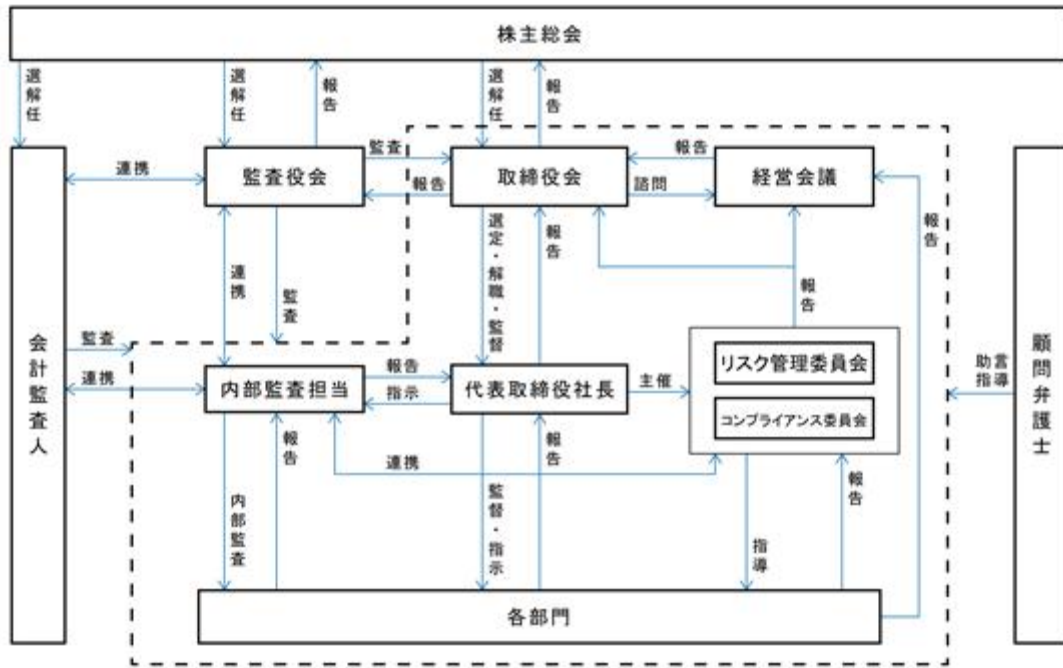 株主総会
選解任
選解任
報告
選解任
報告
会計監査人
連携
監査役会
監査
報告
取締役会
報告
諮問
経営会議
報告
顧問弁護士
連携
監査
選定・解職・監督
報告
報告
監査
連携
内部監査担当
報告
指示
代表取締役社長
主催
リスク管理委員会
コンプライアンス委員会
助言
指導
報告
連携
報告
報告
内部監査
監督・指示
指導
各部門